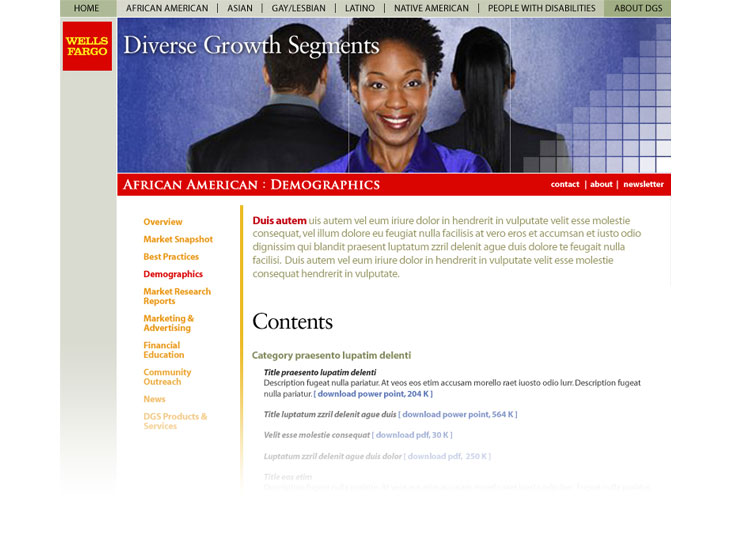 HOME AFRICAN AMERICAN | ASIAN | GAY/LESBIAN | LATINO | NATIVE AMERICAN | PEOPLE WITH DISABILITIES ABOUT DGS
WELLS
FARGO
Diverse Growth Segments
AFRICAN AMERICAN : DEMOGRAPHICS
contact | about | newsletter
Overview
Market Snapshot
Best Practices
Demographics
Market Research
Reports
Marketing &
Advertising
Financial
Education
Community
Outreach
News
DGS Products &
Services
Duis autem uis autem vel eum iriure dolor in hendrerit in vulputate velit esse molestie
consequat, vel illum dolore eu feugiat nulla facilisis at vero eros et accumsan et iusto odio
dignissim qui blandit praesent luptatum zzril delenit ague duis dolore te feugait nulla
facilisi. Duis autem vel eum iriure dolor in hendrerit in vulputate velit esse molestie
consequat hendrerit in vulputate.
Contents
Category praesento lupatim delenti
Title praesento lupatim delenti
Description fugeat nulla pariatur. At veos eos etim accusam morello raet iuosto odio lurr. Description fugeat
nulla pariatur. [ download power point, 204 K ]
Title luptatum zzril delenit ague duis [ download power point, 564 K ]
Velit esse molestie consequat [ download pdf, 30 K ]
Luptatum zzril delenit ague duis dolor [ download pdf, 250 K ]
Title eos etim